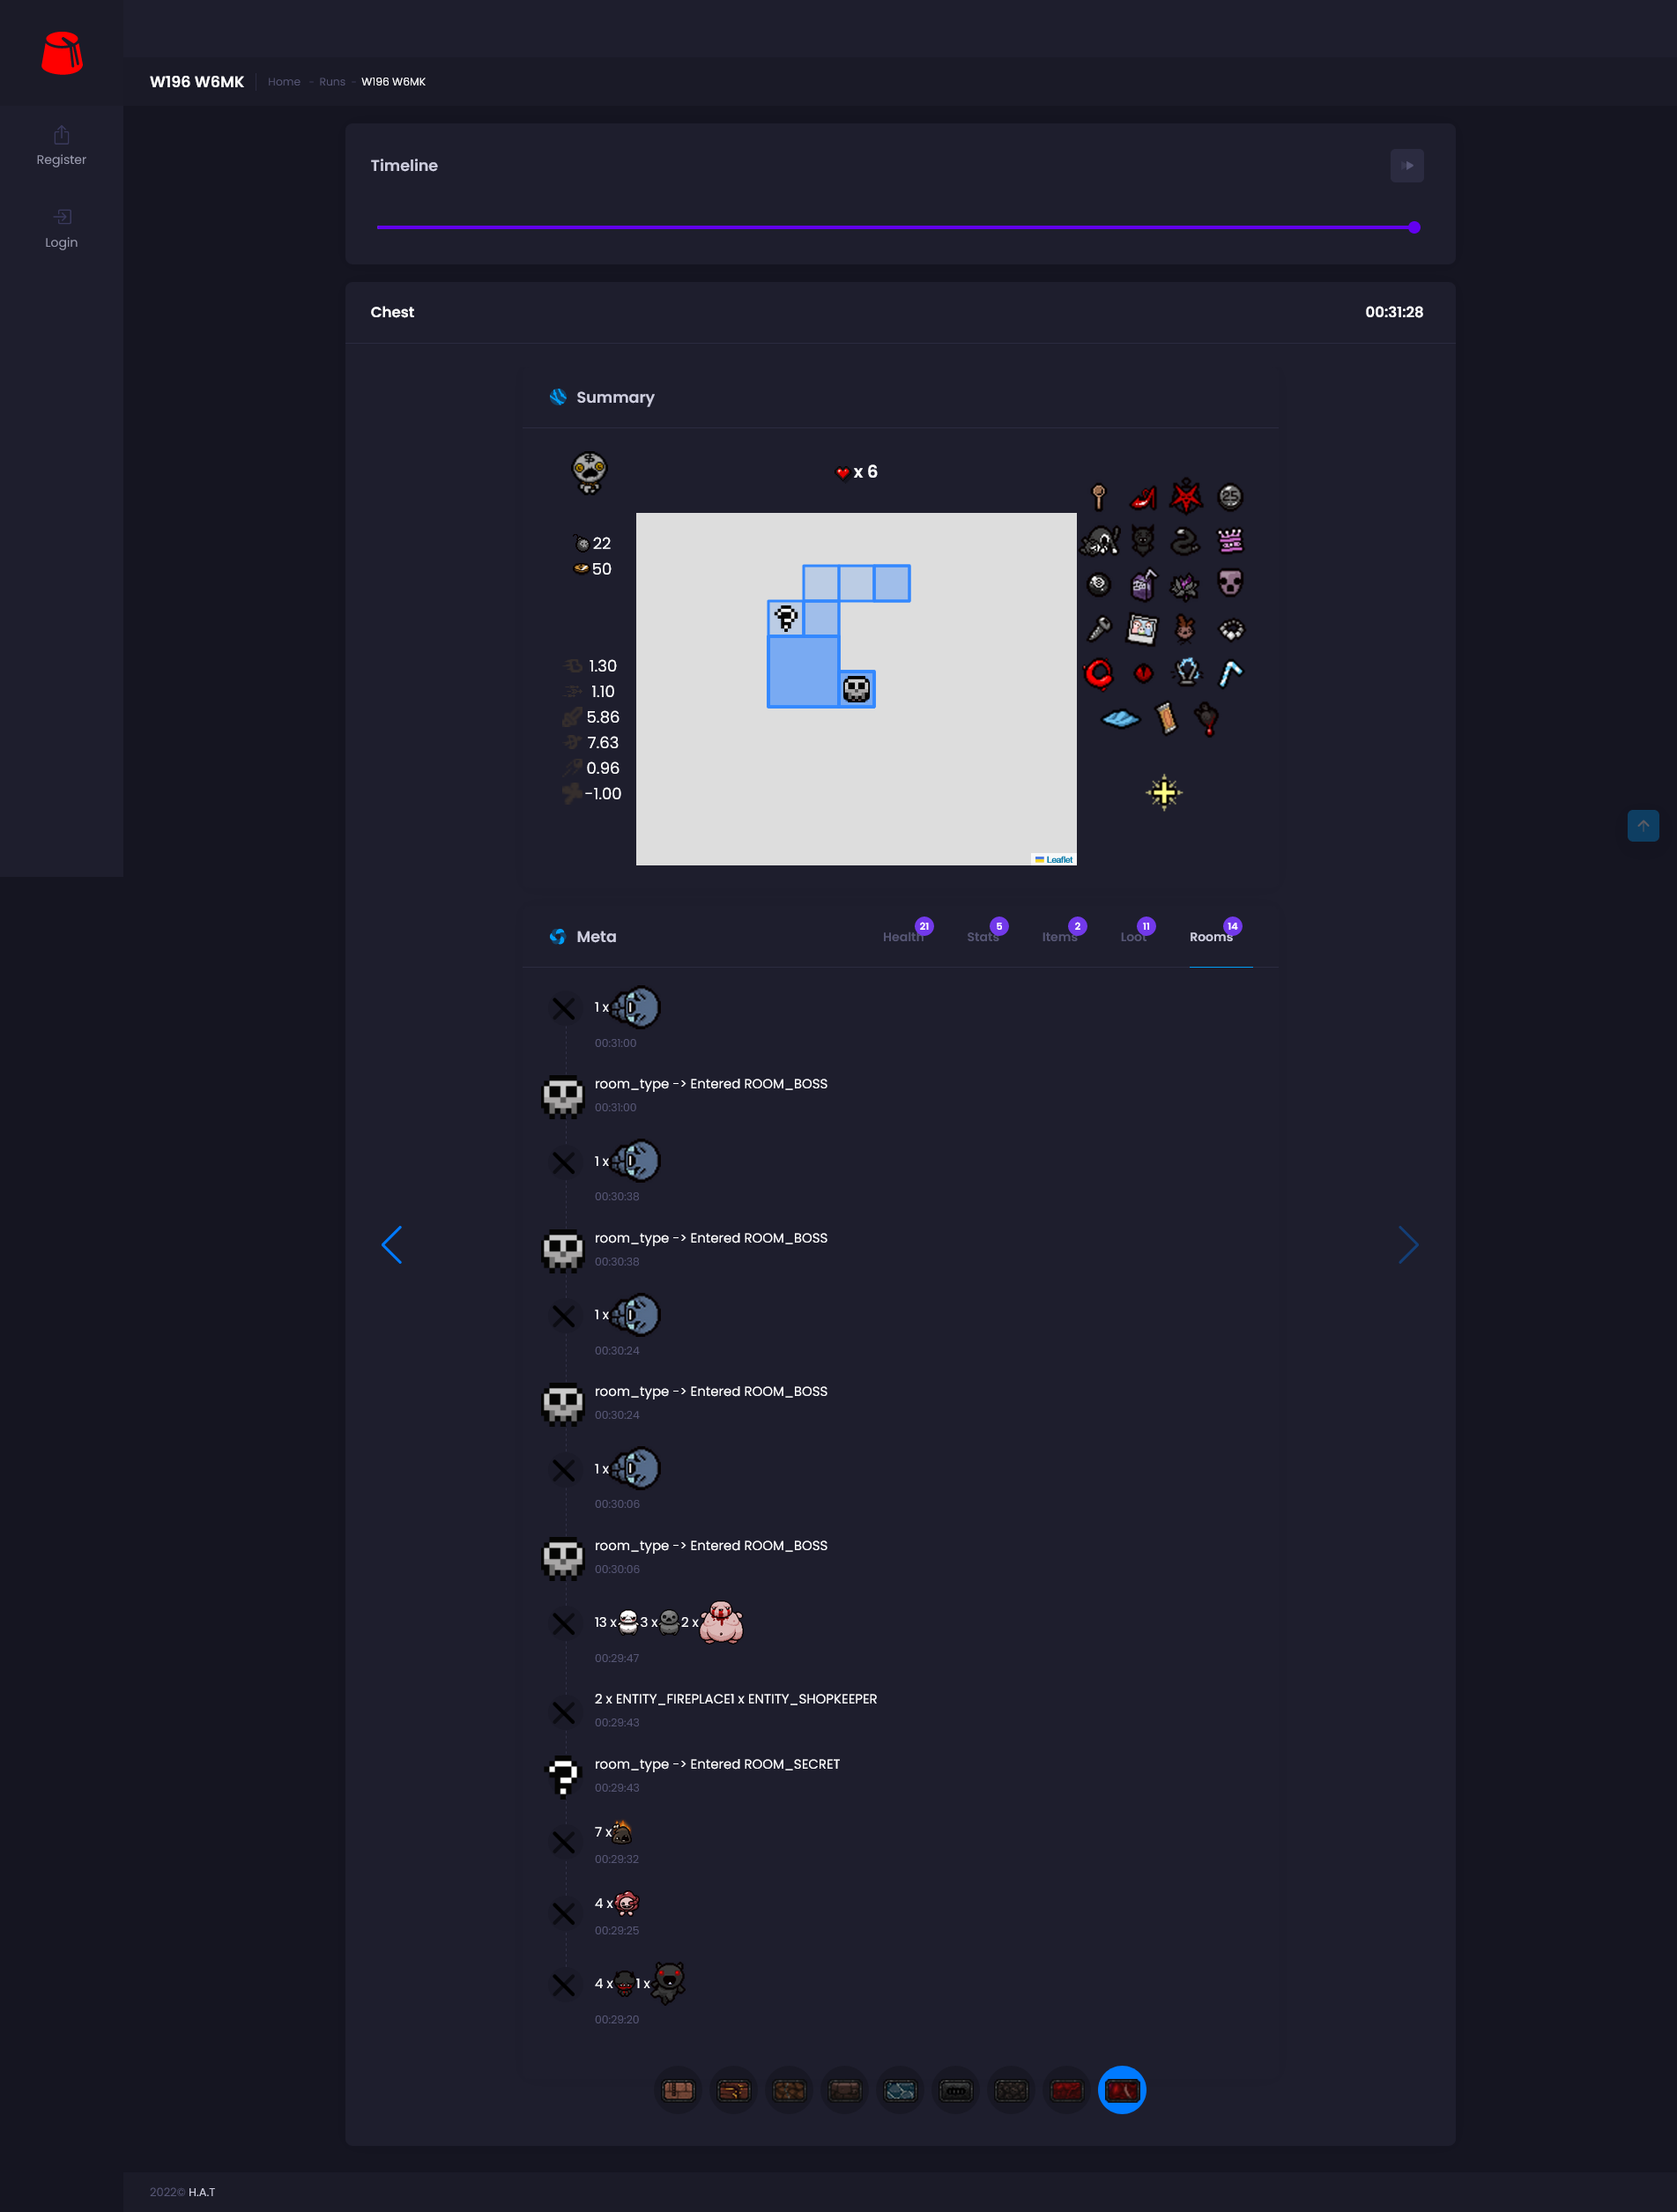 W196 W6MK
Home - Runs - W196 W6MK
Register
Login
Timeline
Chest
00:31:28
Summary
x 6
22
50
1.30
1.10
5.86
7.63
0.96
-1.00
25
Leaflet
Meta
Health 21
Stats 5
Items 2
Loot 11
Rooms 14
1 x
00:31:00
room_type -> Entered ROOM_BOSS
00:31:00
1 x
00:30:38
room_type -> Entered ROOM_BOSS
00:30:38
1 x
00:30:24
room_type -> Entered ROOM_BOSS
00:30:24
1 x
00:30:06
room_type -> Entered ROOM_BOSS
00:30:06
13 x 3 x 2 x
00:29:47
2 x ENTITY_FIREPLACE1 x ENTITY_SHOPKEEPER
00:29:43
room_type -> Entered ROOM_SECRET
00:29:43
7 x
00:29:32
4 x
00:29:25
4 x 1 x
00:29:20
2022© H.A.T